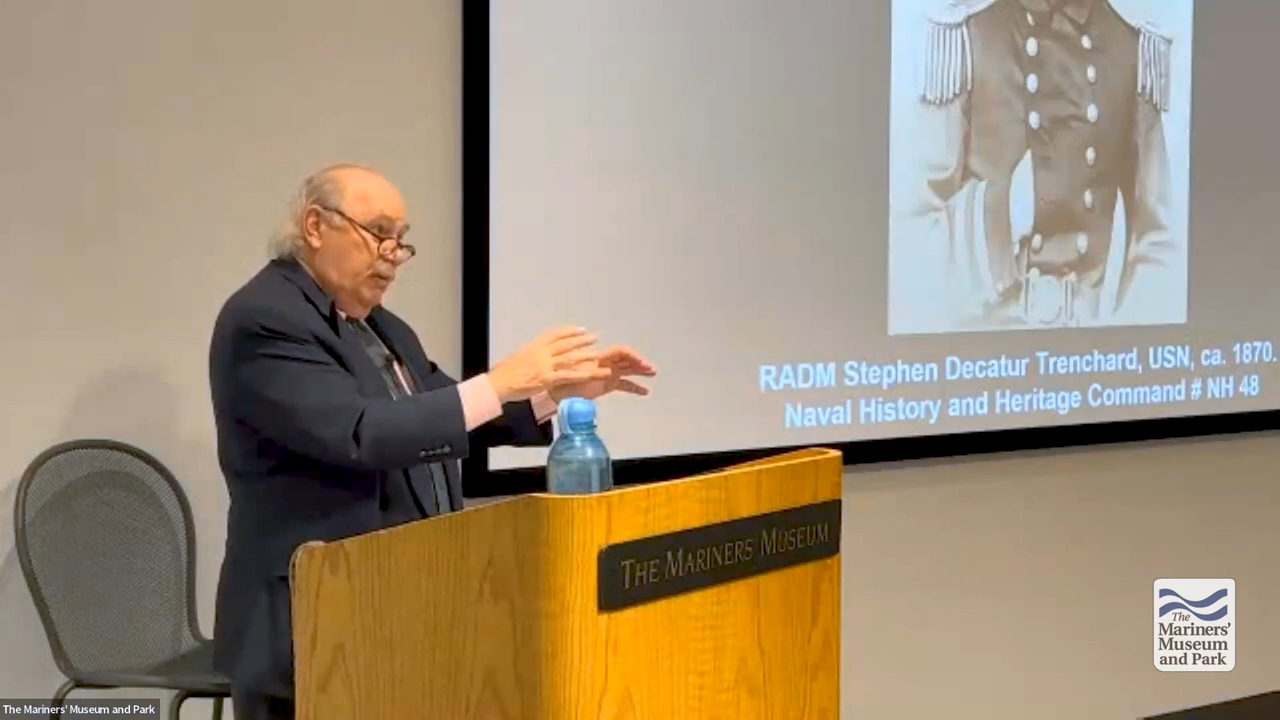 RADM Stephen Decatur Trenchard, USN, ca. 1870.
Naval History and Heritage Command # NH 48
THE MARINERS' MUSEUM
The
Mariners'
Museum
and Park
The Mariners' Museum and Park